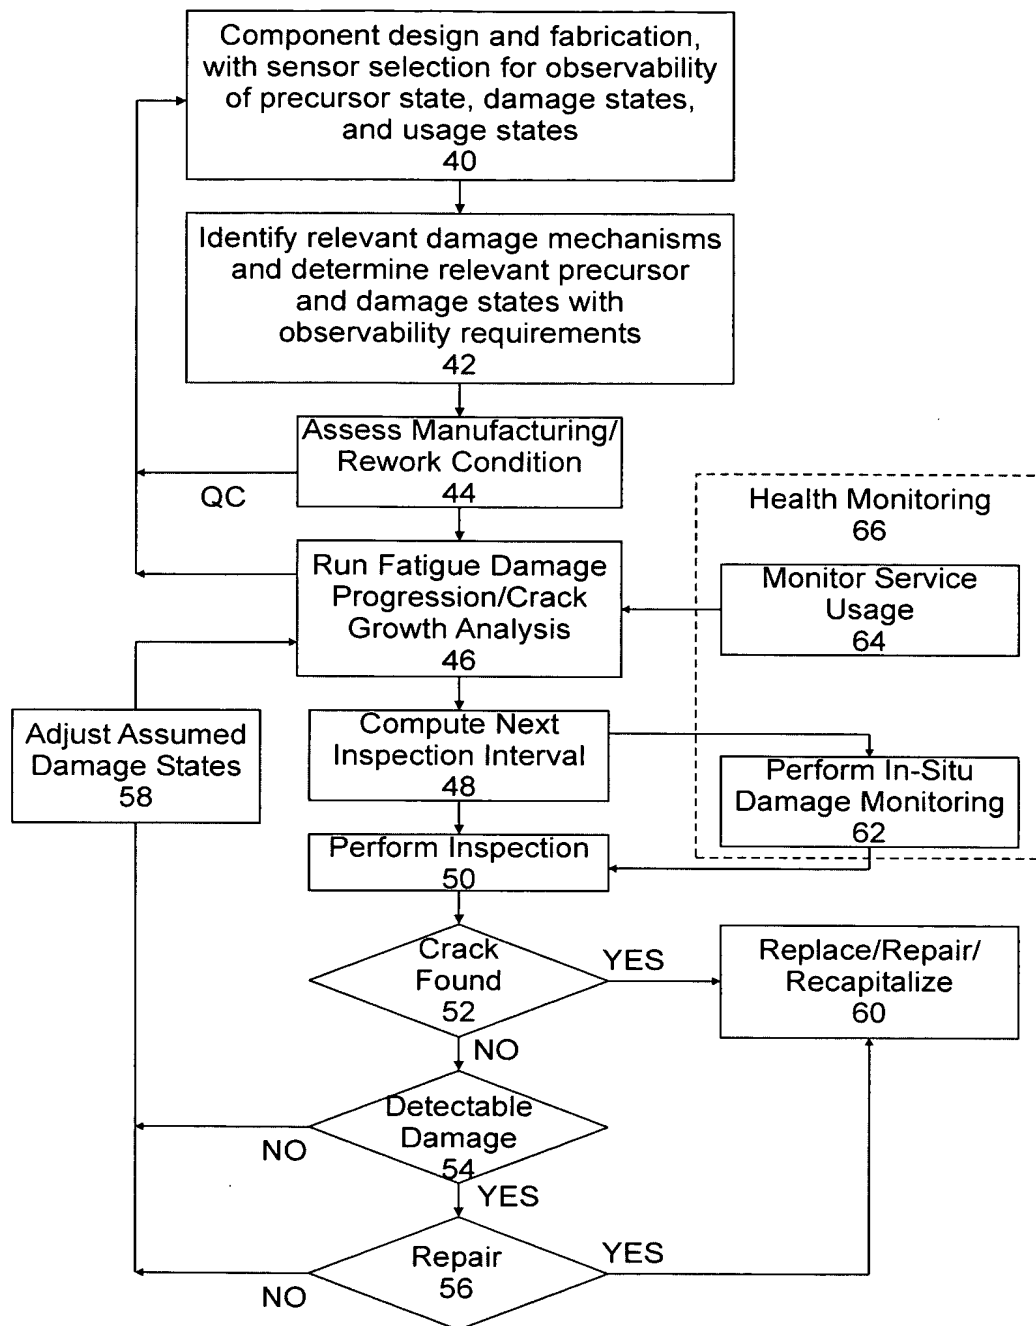 Component design and fabrication,
with sensor selection for observability
of precursor state, damage states,
and usage states
40
Identify relevant damage mechanisms
and determine relevant precursor
and damage states with
observability requirements
42
Assess Manufacturing/
Rework Condition
44
QC
Health Monitoring
66
Run Fatigue Damage
Progression/Crack
Growth Analysis
46
Monitor Service
Usage
64
Adjust Assumed
Damage States
58
Compute Next
Inspection Interval
48
Perform In-Situ
Damage Monitoring
62
Perform Inspection
50
Crack
Found
52
YES
Replace/Repair/
Recapitalize
60
NO
Detectable
Damage
54
NO
YES
Repair
56
YES
NO